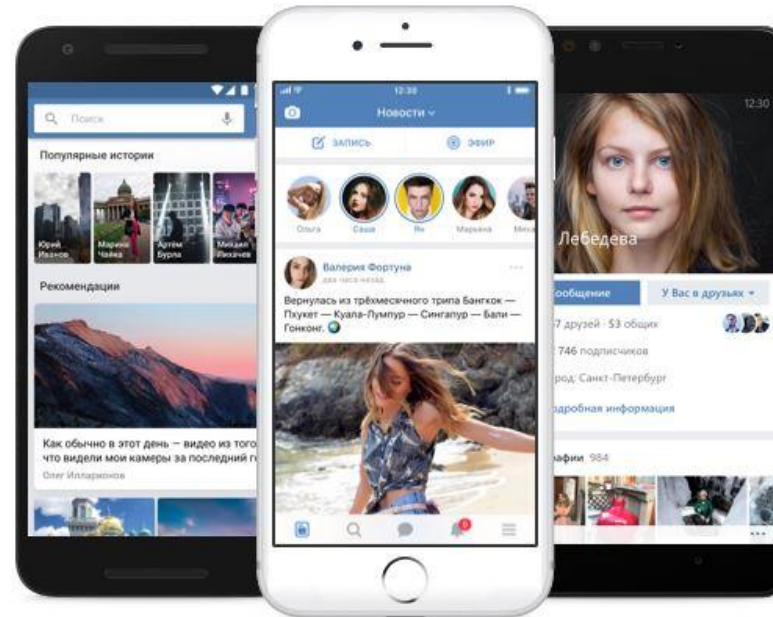 Поиск
Популярные истории
Юрий
Иванов
Марина
Чайка
Артём
Бурла
Михаил
Лихачев
Рекомендации
Как обычно в этот день — видео из того,
что видели мои камеры за последний г
Олег Илларионов
12:30
Новости
ЗАПИСЬ
ЭФИР
Ольга
Саша
Ян
Марьяна
Миха
Валерия Фортуна
два часа назад
Вернулась из трёхмесячного трипа Бангкок —
Пхукет — Куала-Лумпур — Сингапур — Бали —
Гонконг.
12:30
Лебедева
ообщение
У Вас в друзьях
7 друзей · 53 общих
746 подписчиков
род: Санкт-Петербург
одробная информация
рафии 984